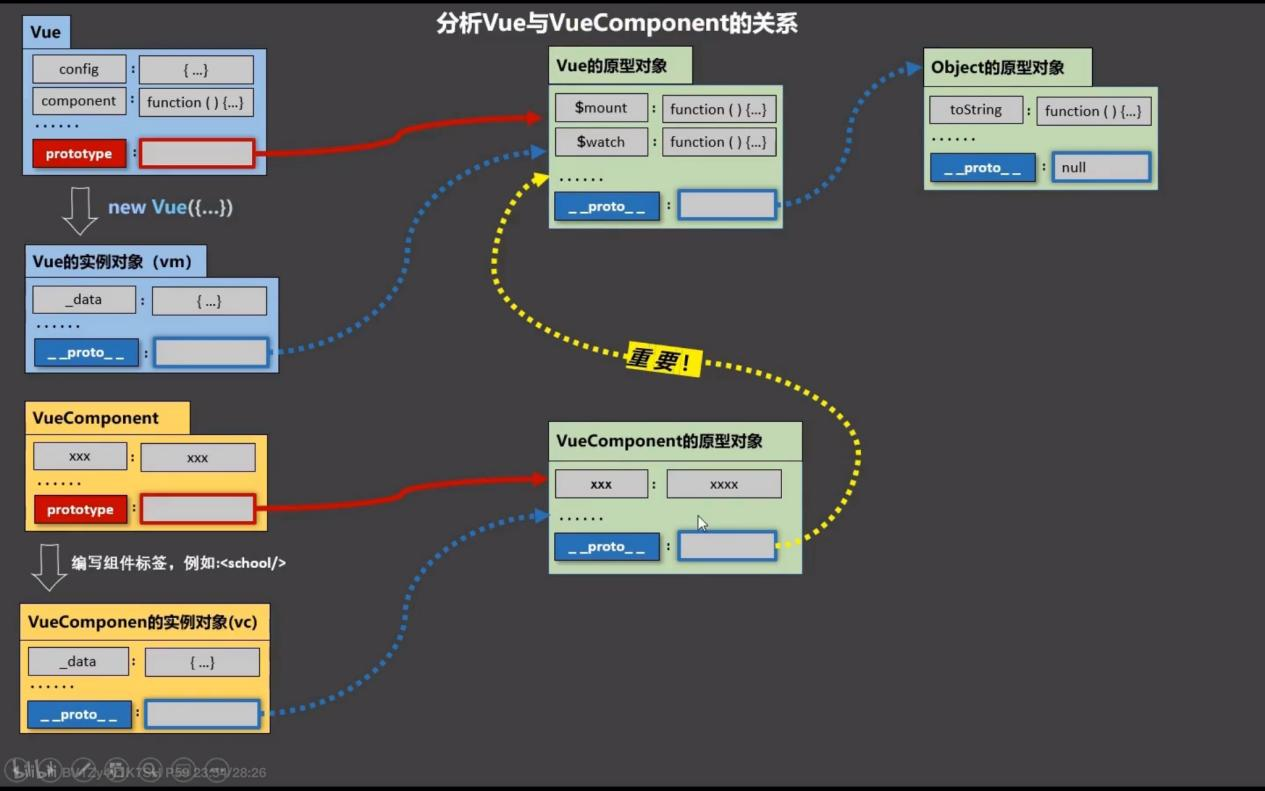 分析Vue与VueComponent的关系
Vue
config : { ...}
component : function ( ) {...}
......
prototype :
new Vue({...})
Vue的实例对象（vm）
_data : { ...}
......
_ _proto_ _ :
VueComponent
xxx : xxx
......
prototype :
编写组件标签，例如:<school/>
VueComponen的实例对象(vc)
_data : { ...}
......
_ _proto_ _ :
Vue的原型对象
$mount : function ( ) {...}
$watch : function ( ) {...}
......
_ _proto_ _ :
重要！
VueComponent的原型对象
xxx : xxxx
......
_ _proto_ _ :
Object的原型对象
toString : function ( ) {...}
......
_ _proto_ _ : null
bilibili
P59 23:54/28:26